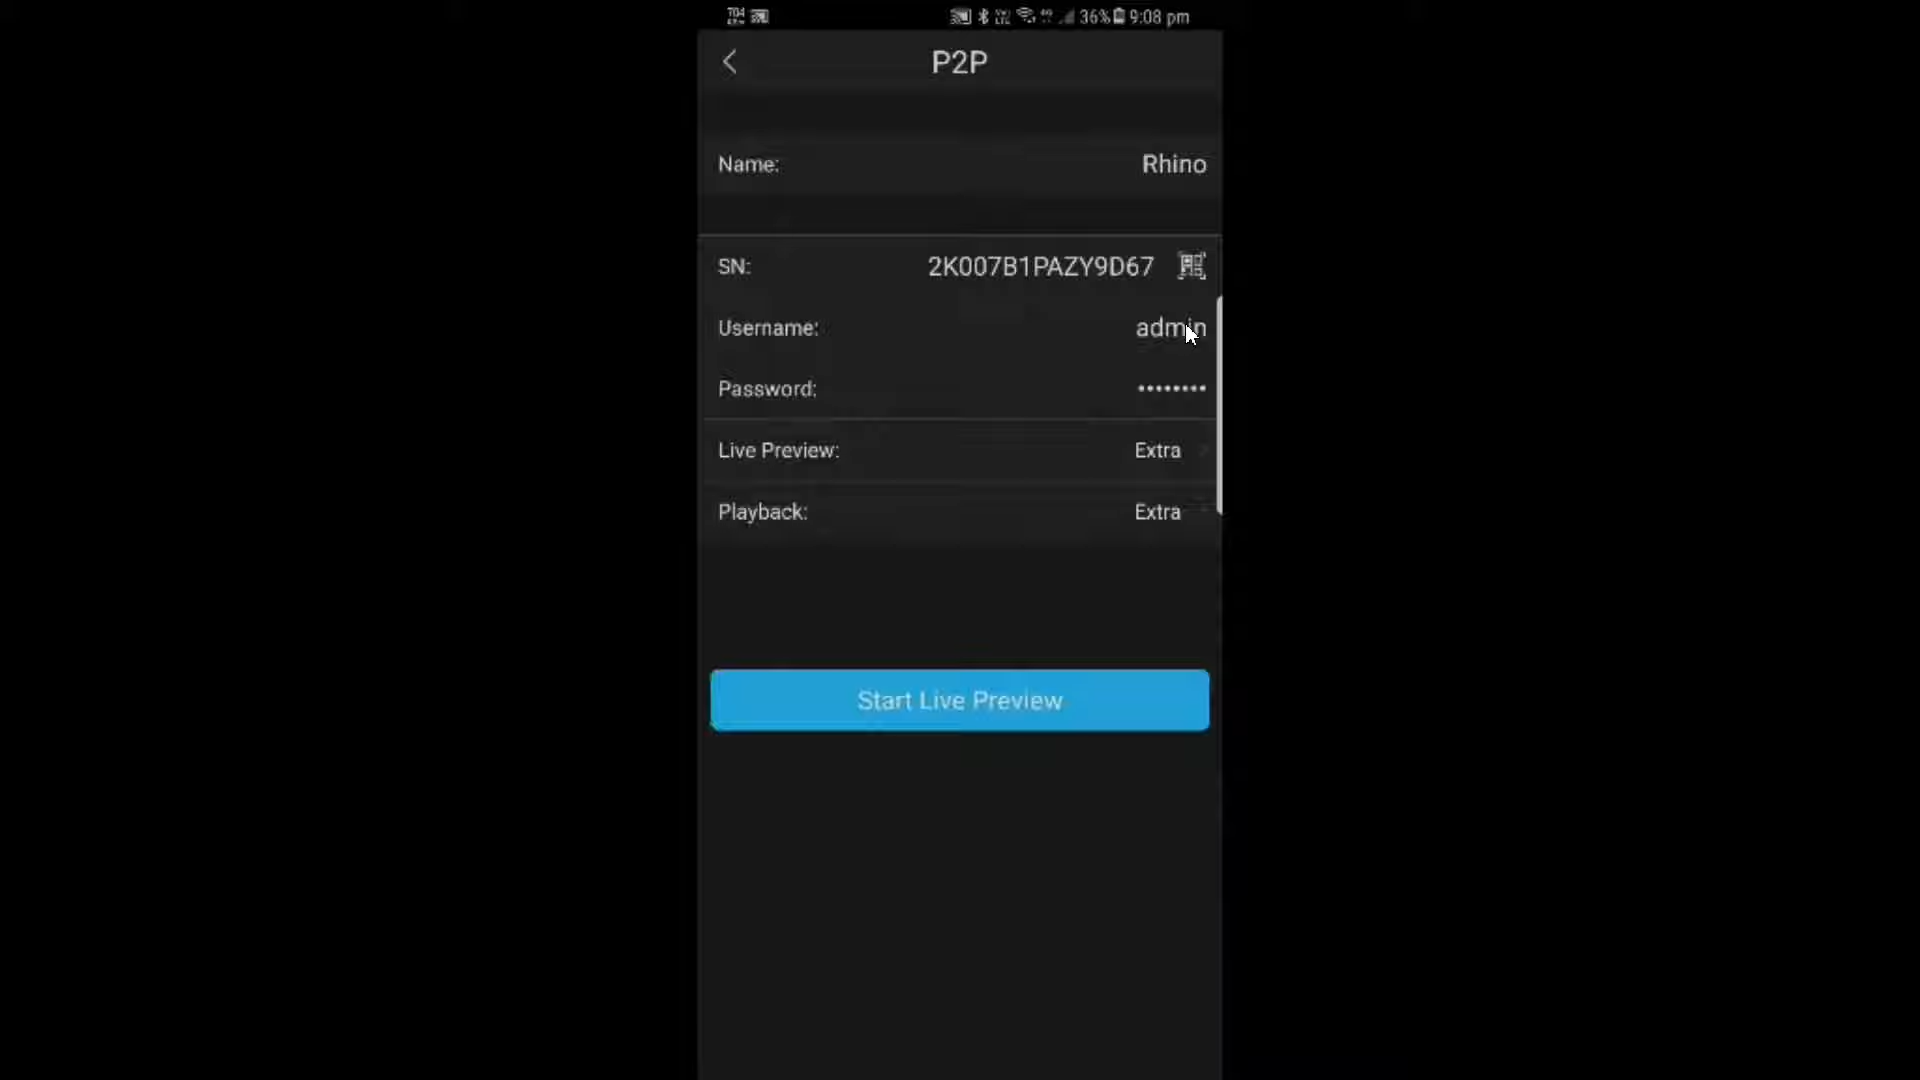 36% 9:08 pm
P2P
Name: Rhino
SN: 2K007B1PAZY9D67
Username: admin
Password: ••••••••
Live Preview: Extra
Playback: Extra
Start Live Preview